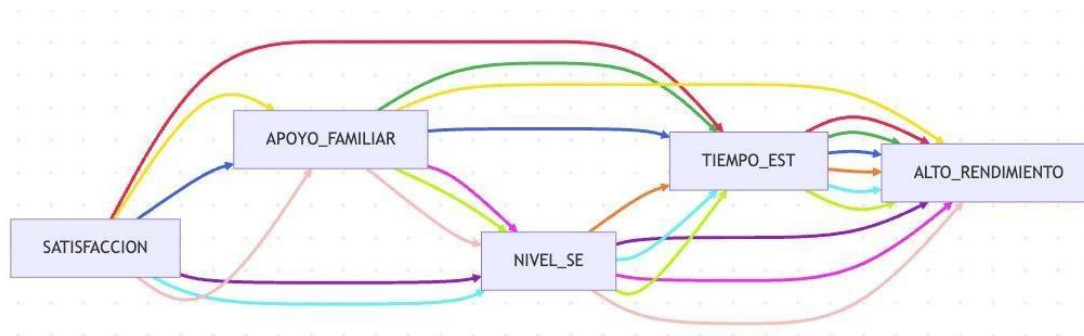 SATISFACCION
APOYO_FAMILIAR
NIVEL_SE
TIEMPO_EST
ALTO_RENDIMIENTO